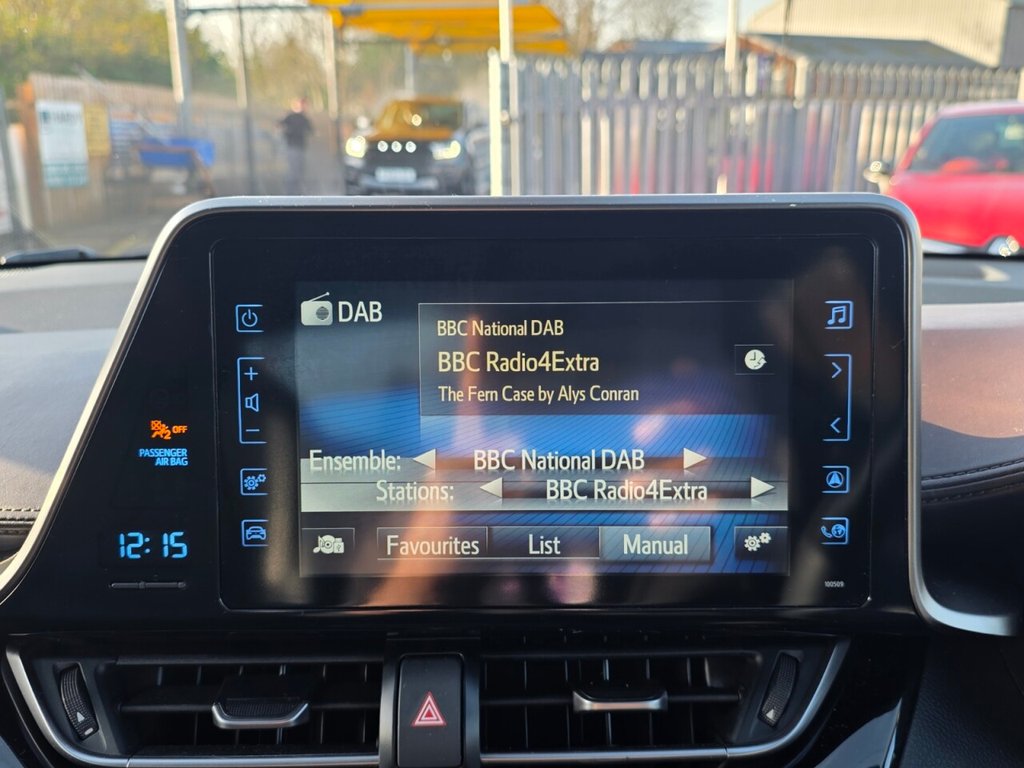 DAB
BBC National DAB
BBC Radio4Extra
The Fern Case by Alys Conran
2 OFF
PASSENGER
AIR BAG
Ensemble: BBC National DAB
Stations: BBC Radio4Extra
12:15
Favourites List Manual
100509